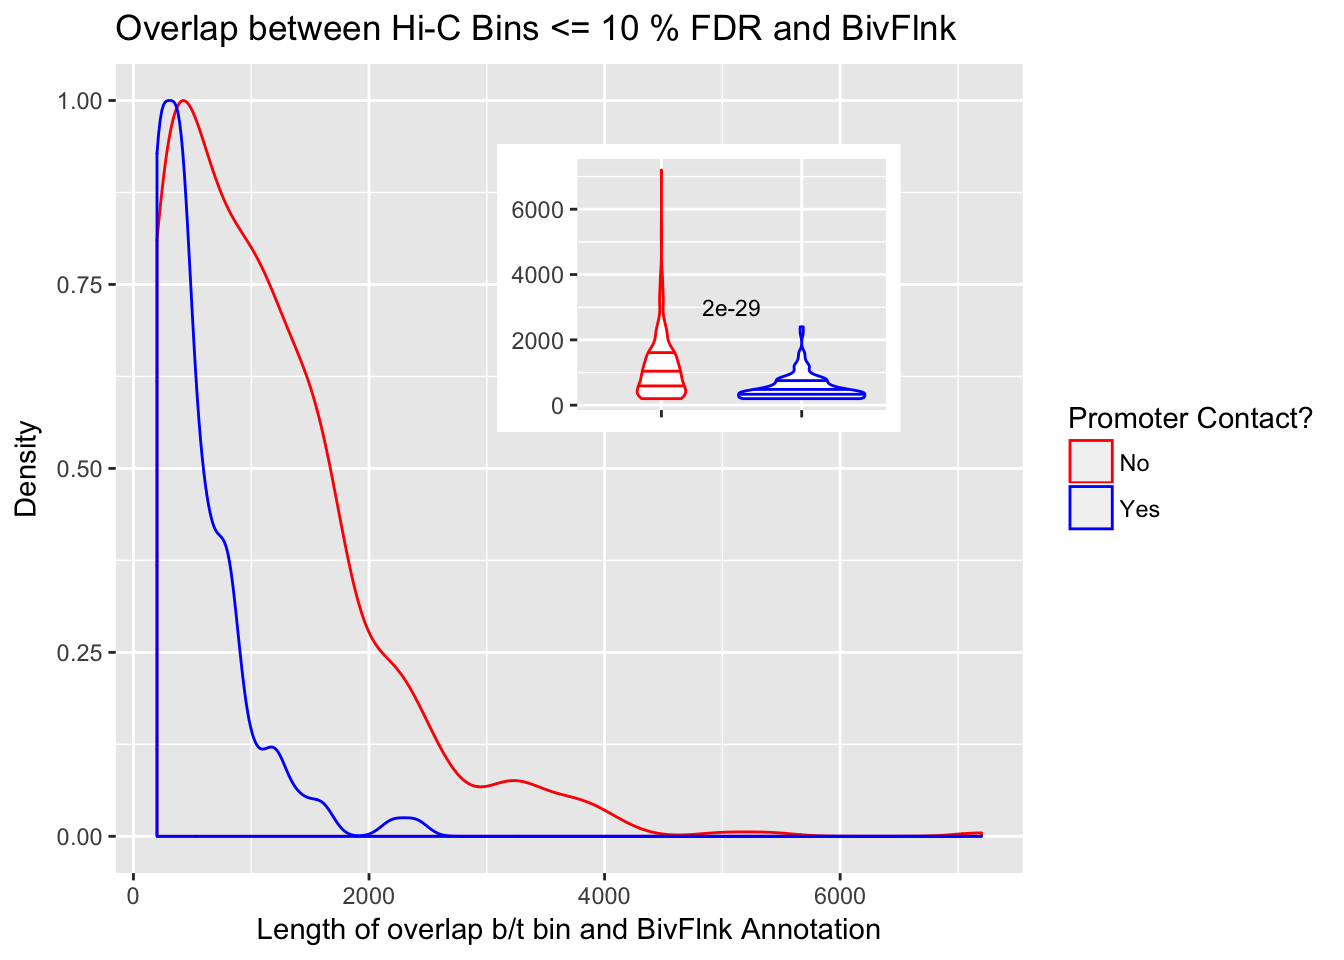 Overlap between Hi-C Bins <= 10 % FDR and BivFlnk
1.00
0.75
0.50
0.25
0.00
Density
0
2000
4000
6000
Length of overlap b/t bin and BivFlnk Annotation
6000
4000
2000
0
2e-29
Promoter Contact?
No
Yes